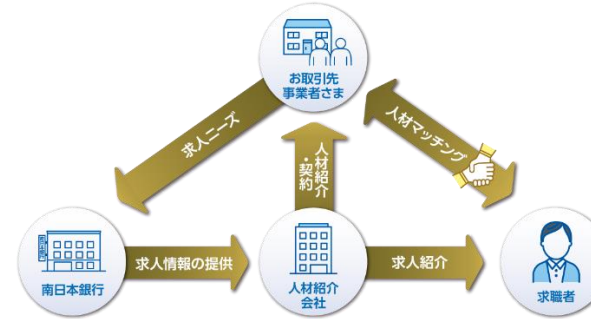 お取引先
事業者さま
求人ニーズ
人材紹介
・契約
人材マッチング
南日本銀行
求人情報の提供
人材紹介
会社
求人紹介
求職者